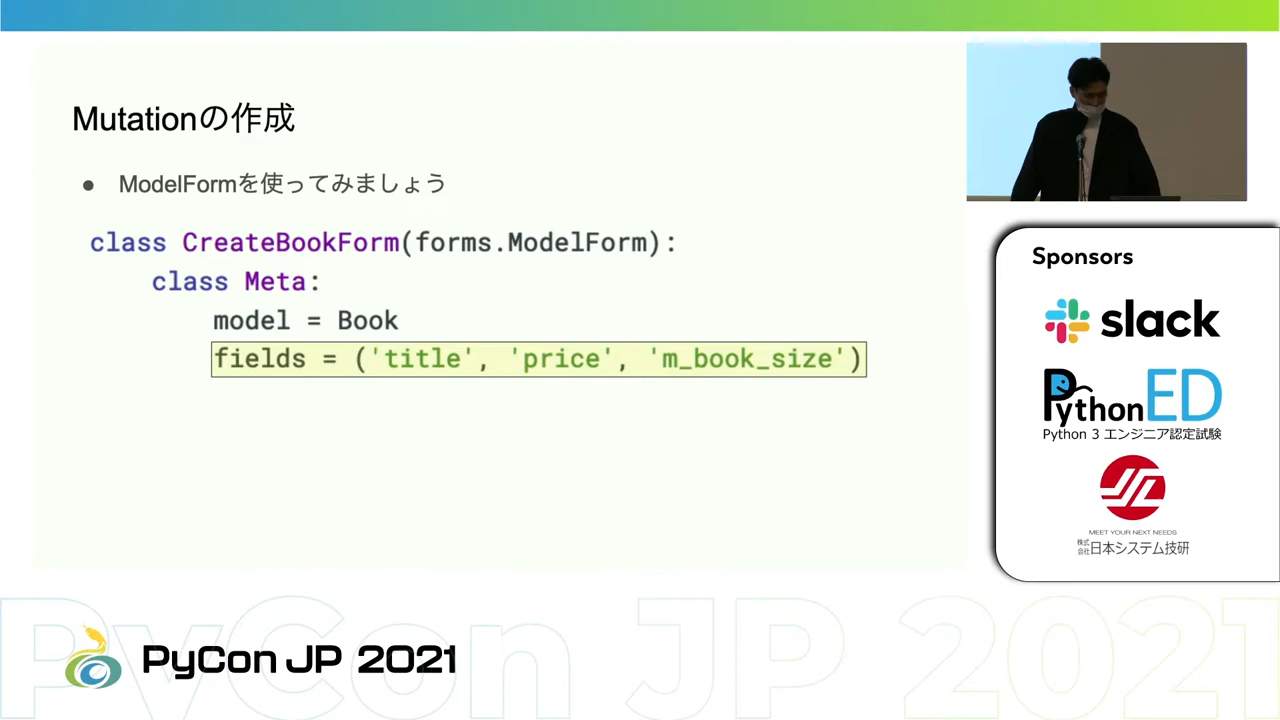 Mutationの作成
● ModelFormを使ってみましょう
class CreateBookForm(forms.ModelForm):
class Meta:
model = Book
fields = ('title', 'price', 'm_book_size')
Sponsors
slack
PythonED
Python 3 エンジニア認定試験
MEET YOUR NEXT NEEDS
株式会社日本システム技研
PyCon JP 2021
PyCon JP 2021